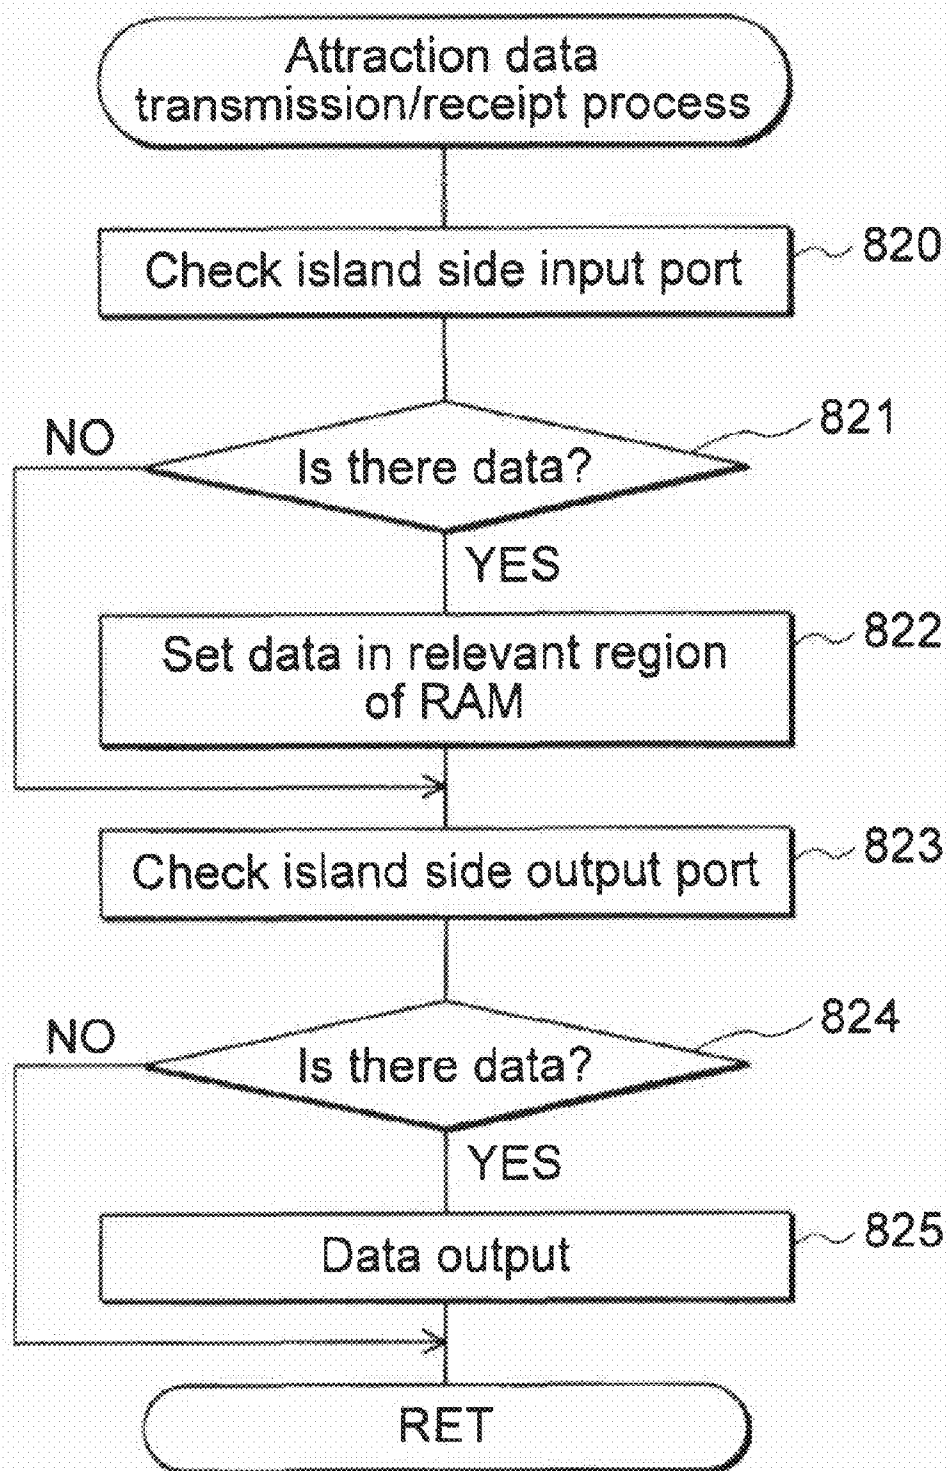 Attraction data
transmission/receipt process
Check island side input port
820
Is there data?
821
NO
YES
Set data in relevant region
of RAM
822
Check island side output port
823
Is there data?
824
NO
YES
Data output
825
RET